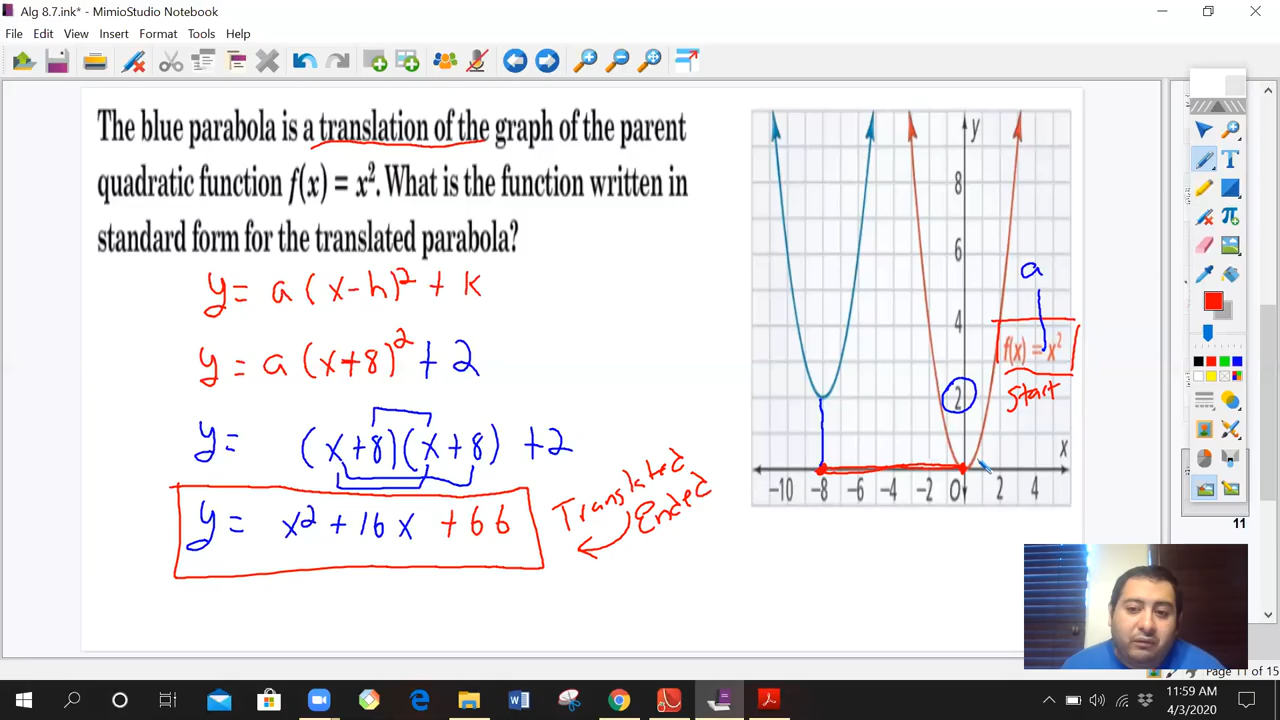 Alg 8.7.ink* - MimioStudio Notebook
File Edit View Insert Format Tools Help
The blue parabola is a translation of the graph of the parent
quadratic function f(x) = x². What is the function written in
standard form for the translated parabola?
y = a (x-h)² + k
y = a (x+8)² + 2
y = (x+8)(x+8) +2
y = x² + 16x + 66
Translated
Ended
y
8
6
4
2
a
f(x) = x²
Start
x
-10 -8 -6 -4 -2 O 2 4
11
Page 11 of 15
11:59 AM
4/3/2020